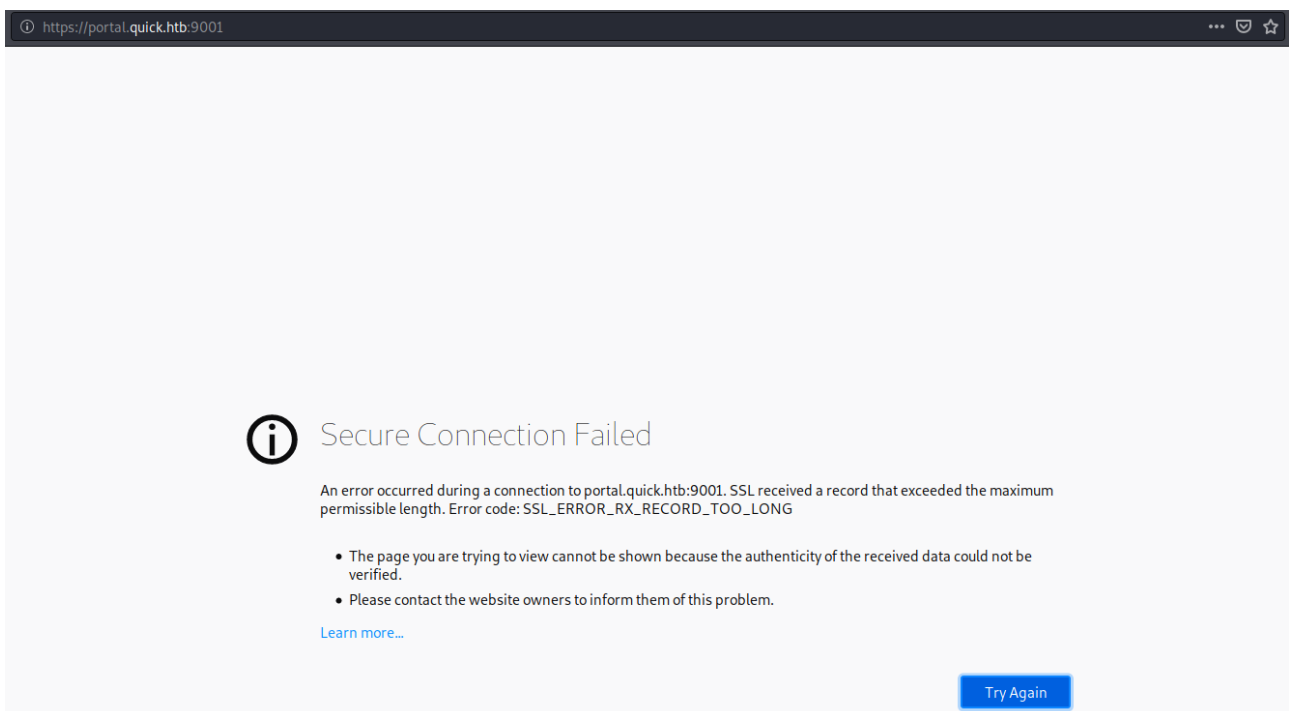 https://portal.quick.htb:9001
Secure Connection Failed
An error occurred during a connection to portal.quick.htb:9001. SSL received a record that exceeded the maximum
permissible length. Error code: SSL_ERROR_RX_RECORD_TOO_LONG
• The page you are trying to view cannot be shown because the authenticity of the received data could not be
verified.
• Please contact the website owners to inform them of this problem.
Learn more...
Try Again